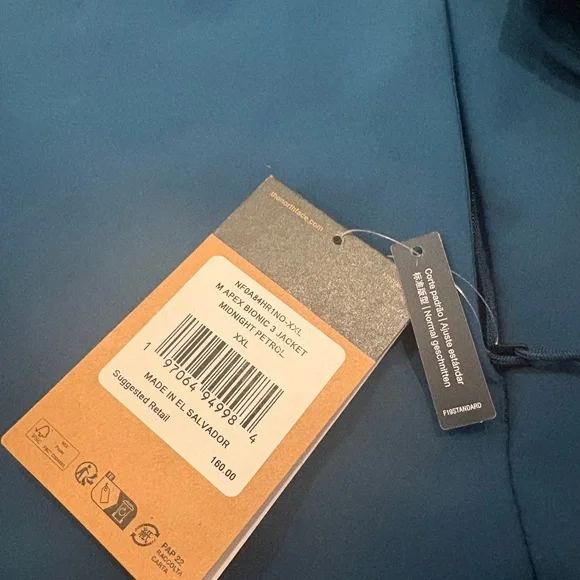 thenorthface.com
NF0A84HR1NO-XXL
M APEX BIONIC 3 JACKET
MIDNIGHT PETROL
XXL
1 97064 94998 4
MADE IN EL SALVADOR
Suggested Retail
160.00
PAP 22
RACCOLTA
CARTA
Corte padrão | Ajuste estándar
标准版型 | Normal geschnitten
F19STANDARD